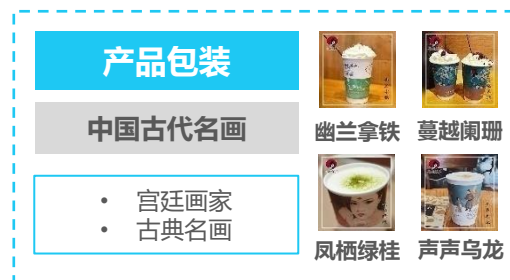 产品包装
中国古代名画
• 宫廷画家
• 古典名画
幽兰拿铁 蔓越阑珊
凤栖绿桂 声声乌龙